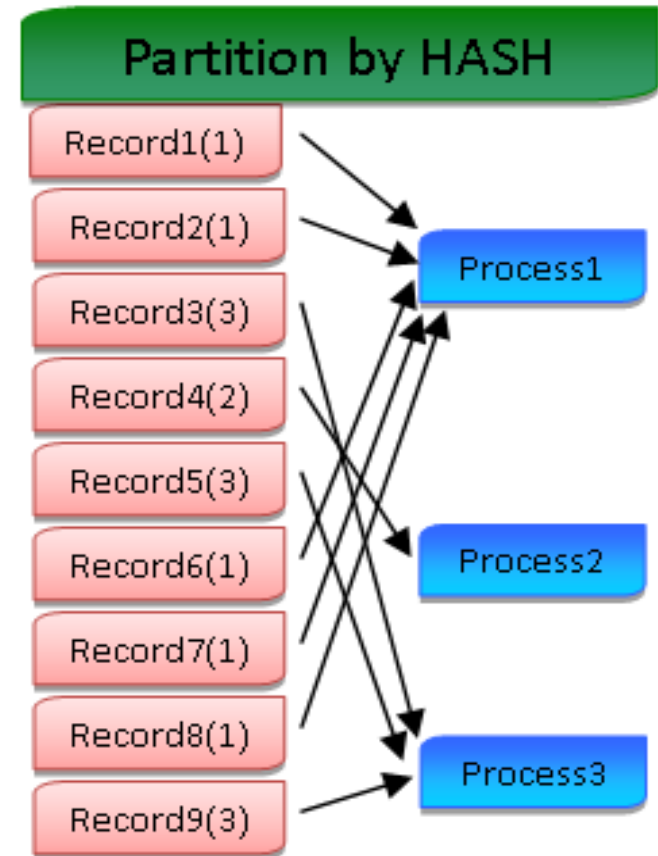 Partition by HASH
Record1(1)
Record2(1)
Record3(3)
Record4(2)
Record5(3)
Record6(1)
Record7(1)
Record8(1)
Record9(3)
Process1
Process2
Process3